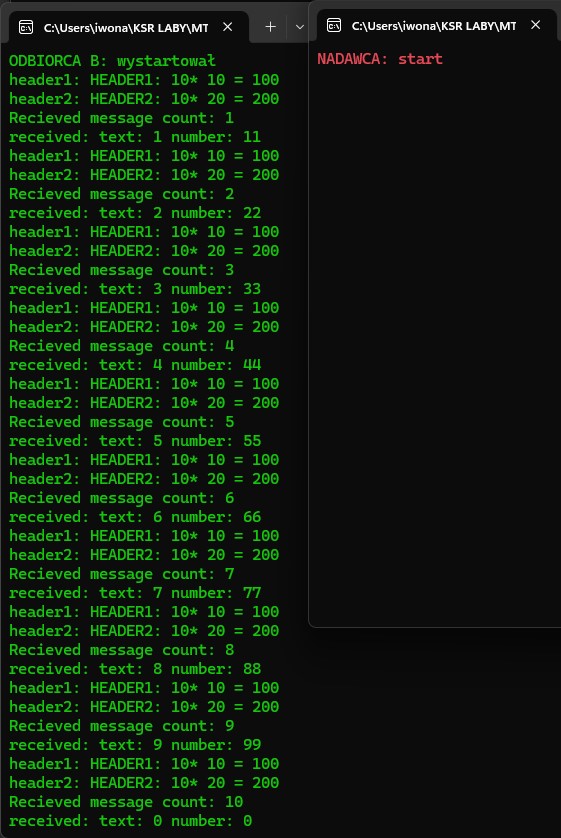 C:\Users\iwona\KSR LABY\MT
ODBIORCA B: wystartował
header1: HEADER1: 10* 10 = 100
header2: HEADER2: 10* 20 = 200
Recieved message count: 1
received: text: 1 number: 11
header1: HEADER1: 10* 10 = 100
header2: HEADER2: 10* 20 = 200
Recieved message count: 2
received: text: 2 number: 22
header1: HEADER1: 10* 10 = 100
header2: HEADER2: 10* 20 = 200
Recieved message count: 3
received: text: 3 number: 33
header1: HEADER1: 10* 10 = 100
header2: HEADER2: 10* 20 = 200
Recieved message count: 4
received: text: 4 number: 44
header1: HEADER1: 10* 10 = 100
header2: HEADER2: 10* 20 = 200
Recieved message count: 5
received: text: 5 number: 55
header1: HEADER1: 10* 10 = 100
header2: HEADER2: 10* 20 = 200
Recieved message count: 6
received: text: 6 number: 66
header1: HEADER1: 10* 10 = 100
header2: HEADER2: 10* 20 = 200
Recieved message count: 7
received: text: 7 number: 77
header1: HEADER1: 10* 10 = 100
header2: HEADER2: 10* 20 = 200
Recieved message count: 8
received: text: 8 number: 88
header1: HEADER1: 10* 10 = 100
header2: HEADER2: 10* 20 = 200
Recieved message count: 9
received: text: 9 number: 99
header1: HEADER1: 10* 10 = 100
header2: HEADER2: 10* 20 = 200
Recieved message count: 10
received: text: 0 number: 0
C:\Users\iwona\KSR LABY\MT
NADAWCA: start